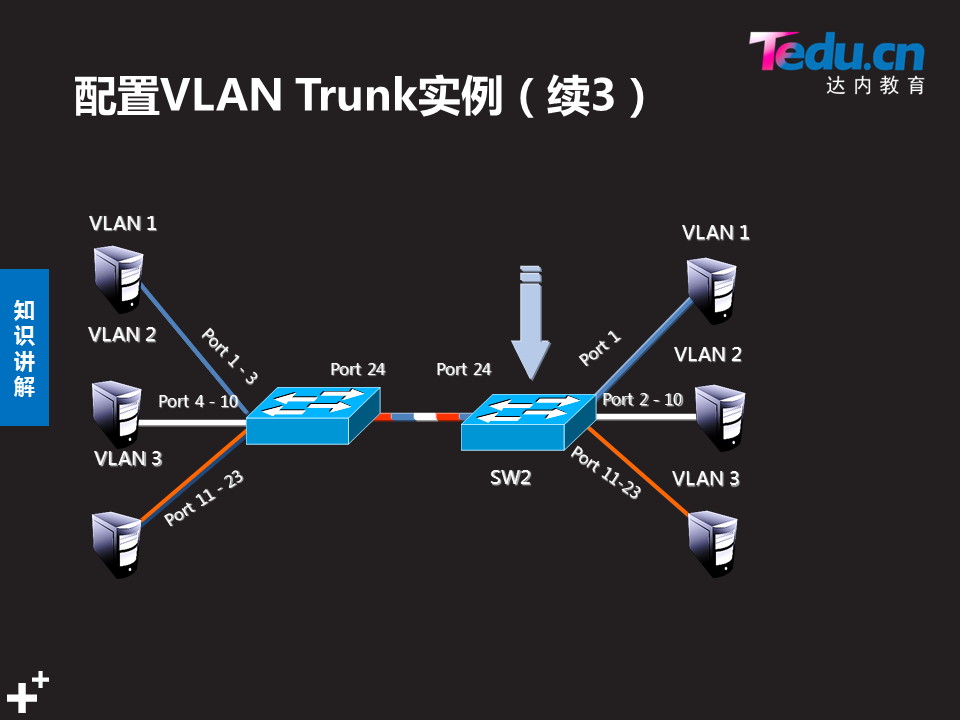 Tedu.cn
达内教育
配置VLAN Trunk实例（续3）
知识讲解
VLAN 1
VLAN 1
VLAN 2
Port 1 - 3
Port 24
Port 24
Port 1
VLAN 2
Port 4 - 10
Port 2 - 10
VLAN 3
Port 11 - 23
SW2
Port 11-23
VLAN 3